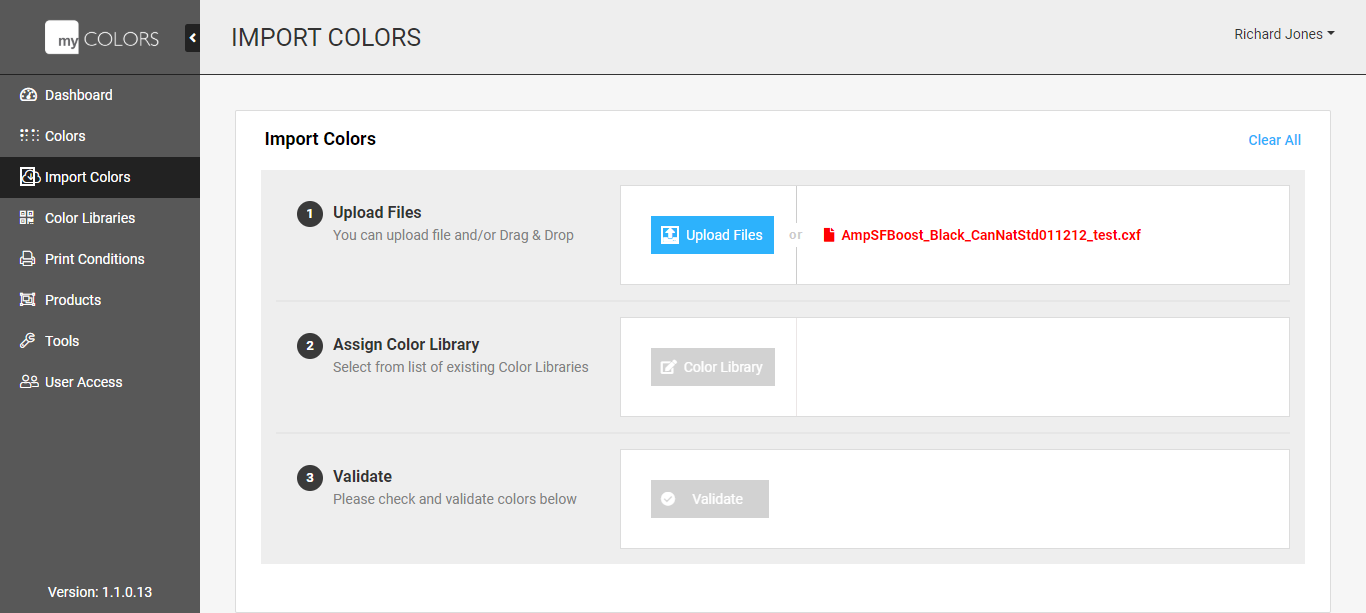 my COLORS
IMPORT COLORS
Richard Jones
Dashboard
Colors
Import Colors
Color Libraries
Print Conditions
Products
Tools
User Access
Version: 1.1.0.13
Import Colors
Clear All
1 Upload Files
You can upload file and/or Drag & Drop
Upload Files or AmpSFBoost_Black_CanNatStd011212_test.cxf
2 Assign Color Library
Select from list of existing Color Libraries
Color Library
3 Validate
Please check and validate colors below
Validate